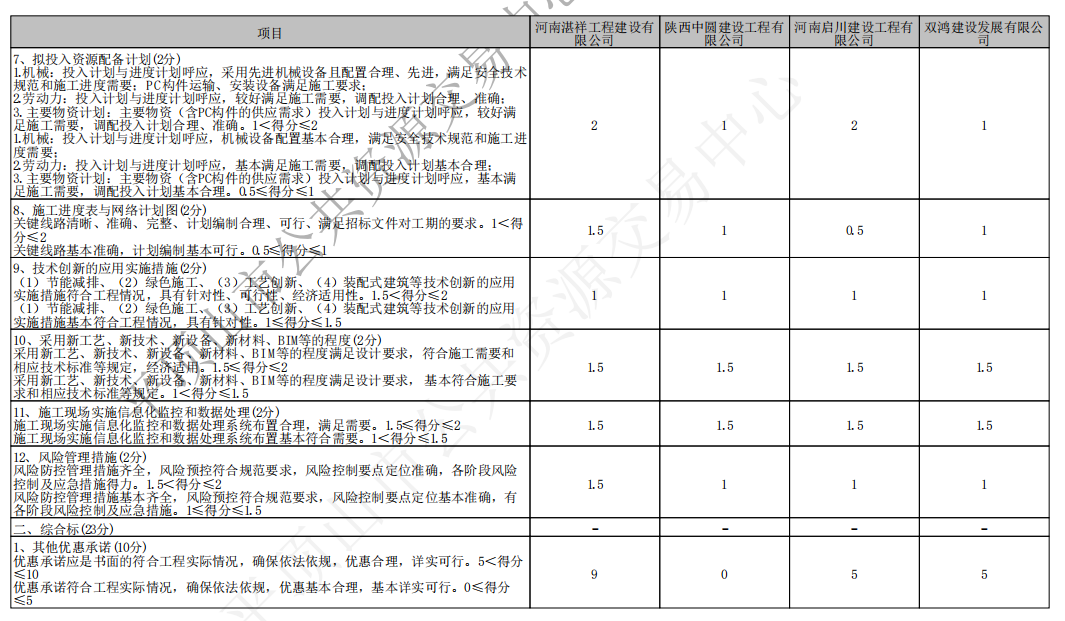 项目
河南湛祥工程建设有
限公司
陕西中圆建设工程有
限公司
河南启川建设工程有
限公司
双鸿建设发展有限公
司
7、拟投入资源配备计划(2分)
1.机械：投入计划与进度计划呼应，采用先进机械设备且配置合理、先进，满足安全技术
规范和施工进度需要；PC构件运输、安装设备满足施工要求；
2.劳动力：投入计划与进度计划呼应，较好满足施工需要，调配投入计划合理、准确；
3.主要物资计划：主要物资（含PC构件的供应需求）投入计划与进度计划呼应，较好满
足施工需要，调配投入计划合理、准确。1＜得分≤2
1.机械：投入计划与进度计划呼应，机械设备配置基本合理，满足安全技术规范和施工进
度需要；
2.劳动力：投入计划与进度计划呼应，基本满足施工需要，调配投入计划基本合理；
3.主要物资计划：主要物资（含PC构件的供应需求）投入计划与进度计划呼应，基本满
足施工需要，调配投入计划基本合理。0.5≤得分≤1
2 1 2 1
8、施工进度表与网络计划图(2分)
关键线路清晰、准确、完整、计划编制合理、可行、满足招标文件对工期的要求。1＜得
分≤2
关键线路基本准确，计划编制基本可行。0.5≤得分≤1
1.5 1 0.5 1
9、技术创新的应用实施措施(2分)
（1）节能减排、（2）绿色施工、（3）工艺创新、（4）装配式建筑等技术创新的应用
实施措施符合工程情况，具有针对性、可行性、经济适用性。1.5＜得分≤2
（1）节能减排、（2）绿色施工、（3）工艺创新、（4）装配式建筑等技术创新的应用
实施措施基本符合工程情况，具有针对性。1≤得分≤1.5
1 1 1 1
10、采用新工艺、新技术、新设备、新材料、BIM等的程度(2分)
采用新工艺、新技术、新设备、新材料、BIM等的程度满足设计要求，符合施工需要和
相应技术标准等规定，经济适用。1.5≤得分≤2
采用新工艺、新技术、新设备、新材料、BIM等的程度满足设计要求， 基本符合施工要
求和相应技术标准等规定。1＜得分≤1.5
1.5 1.5 1.5 1.5
11、施工现场实施信息化监控和数据处理(2分)
施工现场实施信息化监控和数据处理系统布置合理，满足需要。1.5≤得分≤2
施工现场实施信息化监控和数据处理系统布置基本符合需要。1＜得分≤1.5
1.5 1.5 1.5 1.5
12、风险管理措施(2分)
风险防控管理措施齐全，风险预控符合规范要求，风险控制要点定位准确，各阶段风险
控制及应急措施得力。1.5＜得分≤2
风险防控管理措施基本齐全，风险预控符合规范要求，风险控制要点定位基本准确，有
各阶段风险控制及应急措施。1≤得分≤1.5
1.5 1 1 1
二、综合标(23分)
- - - -
1、其他优惠承诺(10分)
优惠承诺应是书面的符合工程实际情况，确保依法依规，优惠合理，详实可行。5＜得分
≤10
优惠承诺符合工程实际情况，确保依法依规，优惠基本合理，基本详实可行。0≤得分
≤5
9 0 5 5
平顶山市公共资源交易中心
平顶山市公共资源交易中心